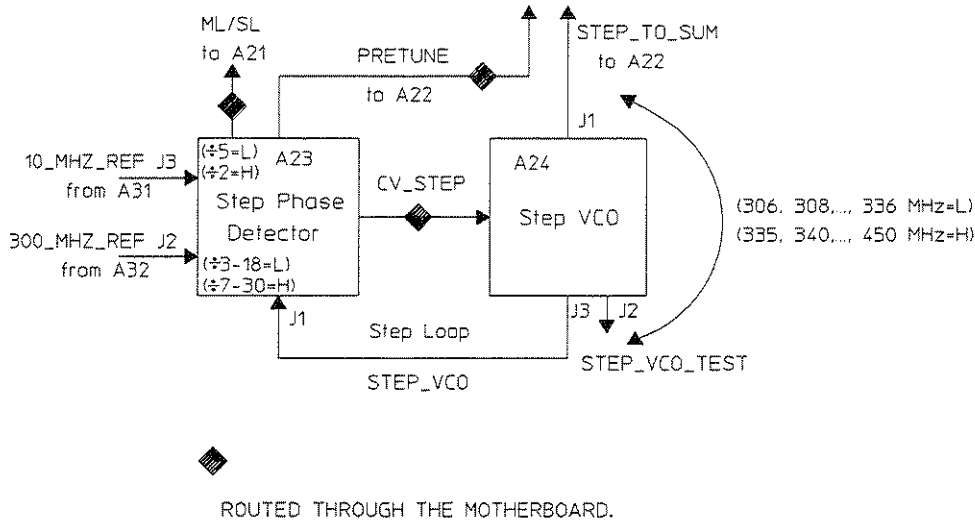 ML/SL
to A21
PRETUNE
to A22
STEP_TO_SUM
to A22
J1
10_MHZ_REF J3
from A31
(÷5=L) A23
(÷2=H)
Step Phase
Detector
(÷3-18=L)
(÷7-30=H)
CV_STEP
A24
Step VCO
(306, 308,..., 336 MHz=L)
(335, 340,..., 450 MHz=H)
300_MHZ_REF J2
from A32
J1
Step Loop
STEP_VCO
J3
J2
STEP_VCO_TEST
ROUTED THROUGH THE MOTHERBOARD.